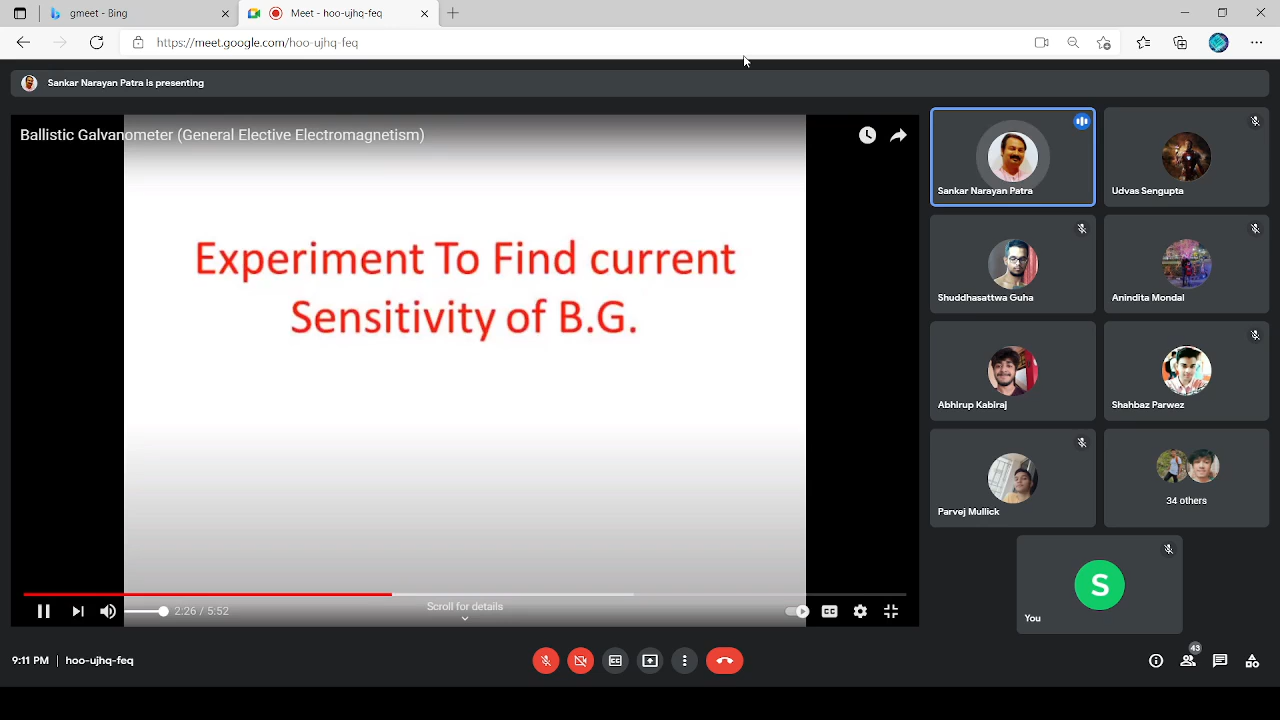 gmeet - Bing
Meet - hoo-ujhq-feq
https://meet.google.com/hoo-ujhq-feq
Sankar Narayan Patra is presenting
Ballistic Galvanometer (General Elective Electromagnetism)
Experiment To Find current
Sensitivity of B.G.
2:26 / 5:52
Scroll for details
CC
Sankar Narayan Patra
Udvas Sengupta
Shuddhasattwa Guha
Anindita Mondal
Abhirup Kabiraj
Shahbaz Parwez
Parvej Mullick
34 others
S
You
9:11 PM
hoo-ujhq-feq
43